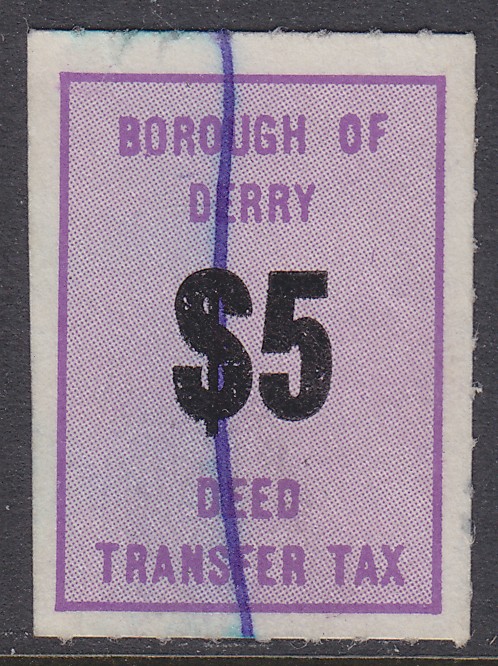 BOROUGH OF
DERRY
$5
DEED
TRANSFER TAX